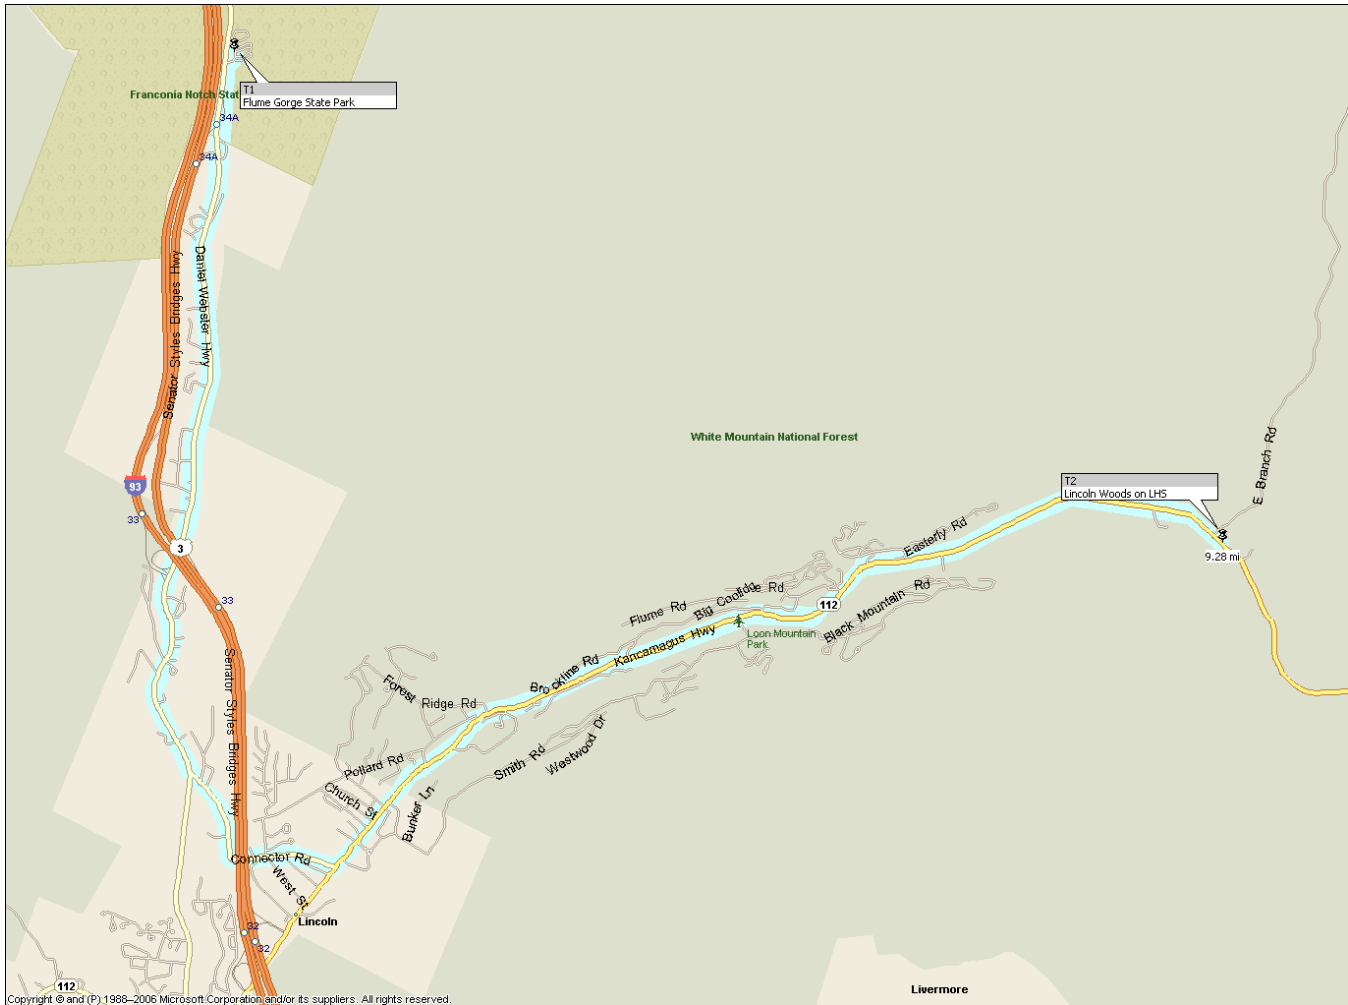 T1
Flume Gorge State Park
Franconia Notch Stat
34A
34A
Daniel Webster Hwy
Senator Styles Bridges Hwy
White Mountain National Forest
E Branch Rd
T2
Lincoln Woods on LHS
93
33
3
9.28 mi
Easterly Rd
33
Big Coolidge Rd
Flume Rd
112
Black Mountain Rd
Loon Mountain
Park
Kancamagus Hwy
Brookline Rd
Senator Styles Bridges Hwy
Forest Ridge Rd
Westwood Dr
Smith Rd
Pollard Rd
Church St
Bunker Ln
Connector Rd
West St
Lincoln
32
32
112
Livermore
Copyright © and (P) 1988–2006 Microsoft Corporation and/or its suppliers. All rights reserved.